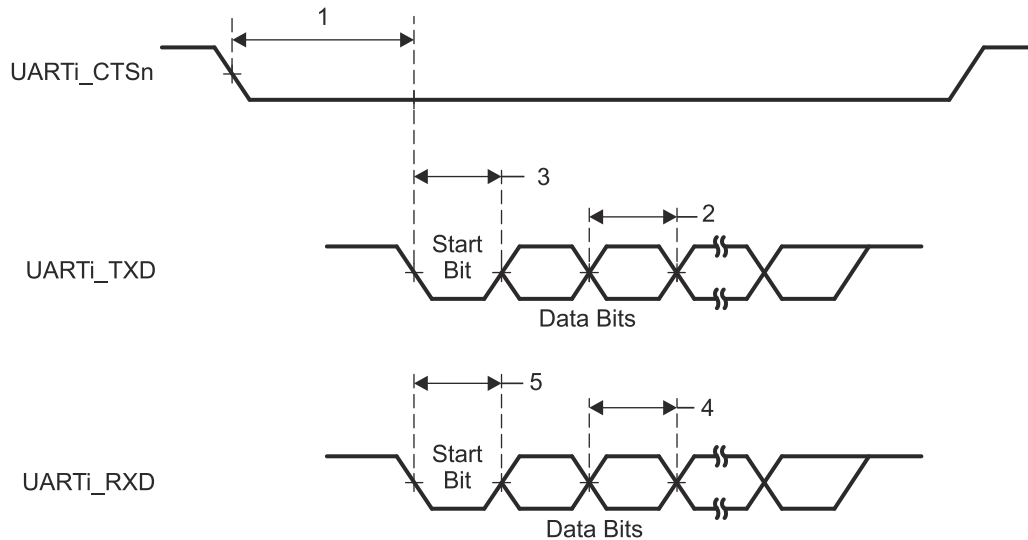 1
UARTi_CTSn
3
2
UARTi_TXD
Start
Bit
Data Bits
5
4
UARTi_RXD
Start
Bit
Data Bits